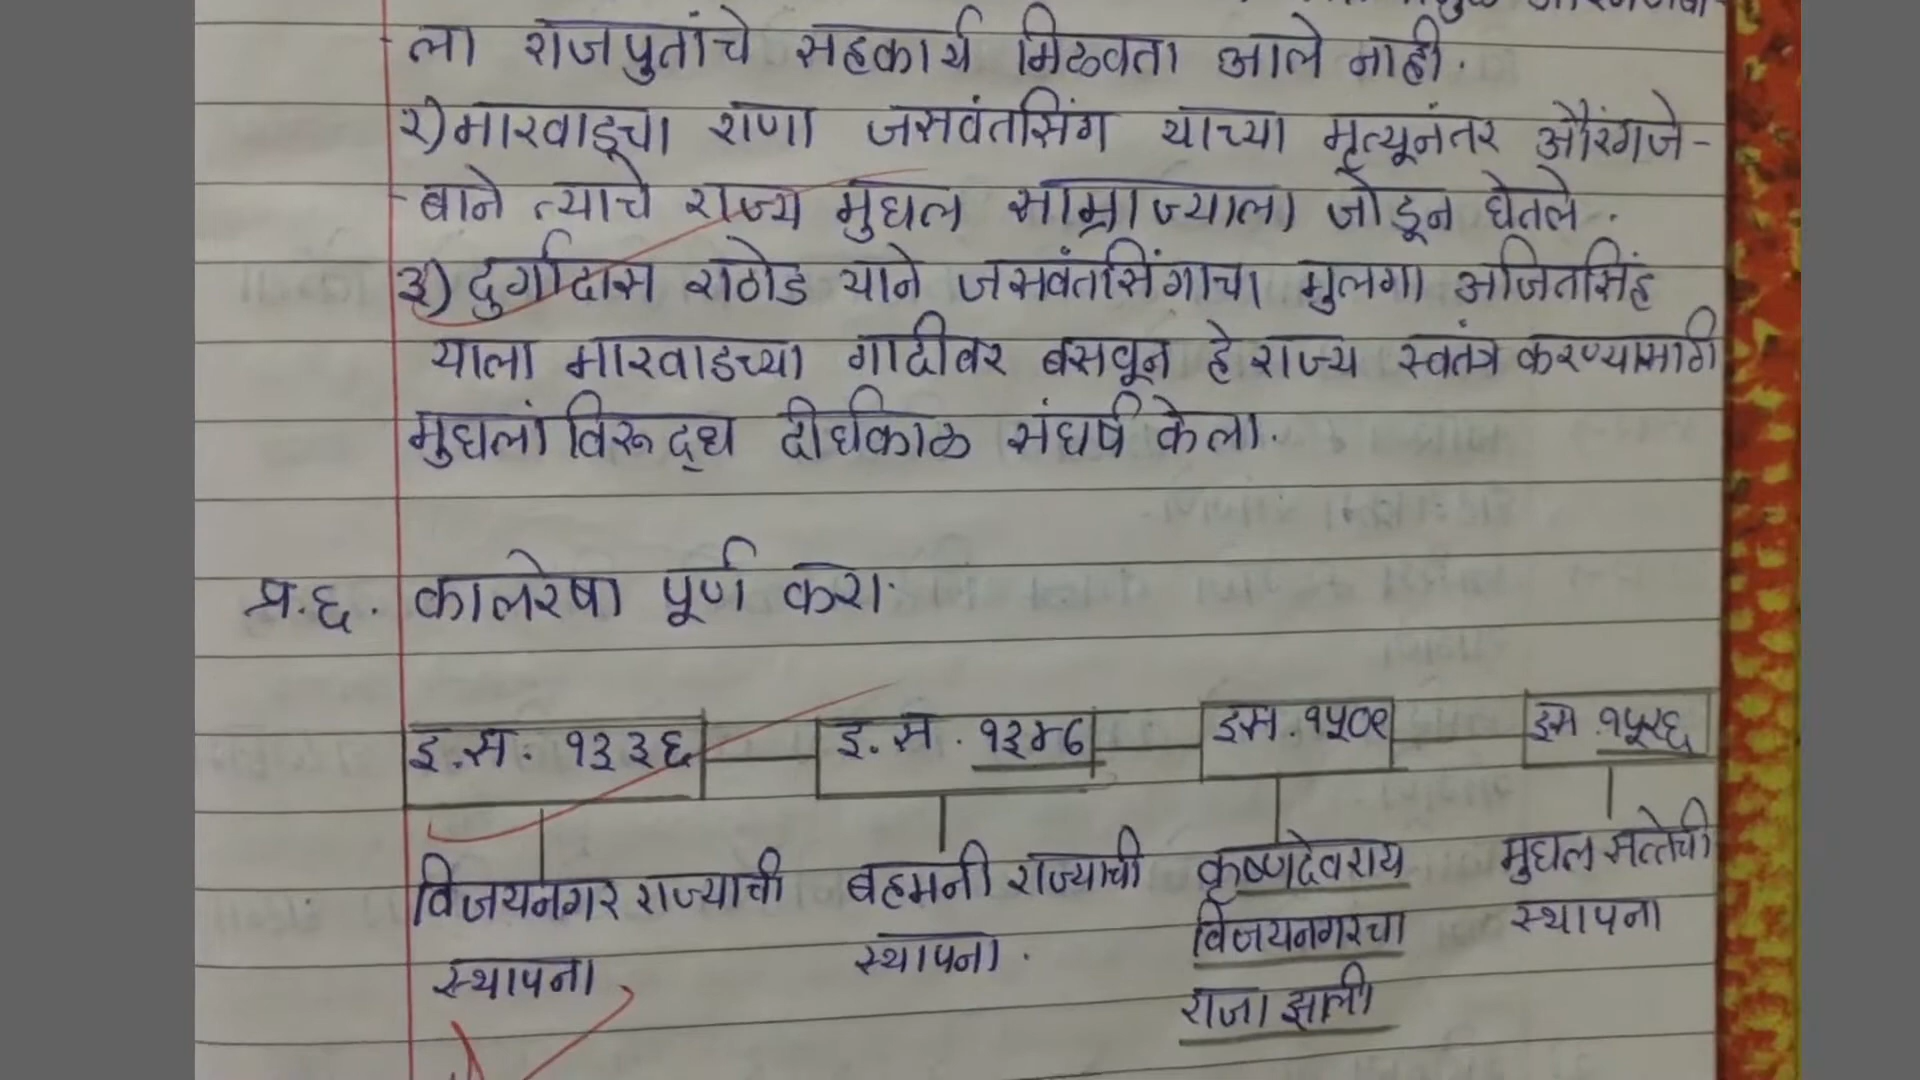 ला राजपुतांचे सहकार्य मिळवता आले नाही.
२) मारवाडचा राणा जसवंतसिंग याच्या मृत्यूनंतर औरंगजे-
-बाने त्याचे राज्य मुघल साम्राज्याला जोडून घेतले.
३) दुर्गादास राठोड याने जसवंतसिंगाचा मुलगा अजितसिंह
याला मारवाडच्या गादीवर बसवून हे राज्य स्वतंत्र करण्यासाठी
मुघलांविरूद्ध दीर्घकाळ संघर्ष केला.
प्र.६. कालरेषा पूर्ण करा.
इ.स. १३३६ इ.स. १३४७ इस.१५०९ इस.१५२६
विजयनगर राज्याची बहमनी राज्याची कृष्णदेवराय मुघल सत्तेची
स्थापना स्थापना. विजयनगरचा स्थापना
राजा झाली